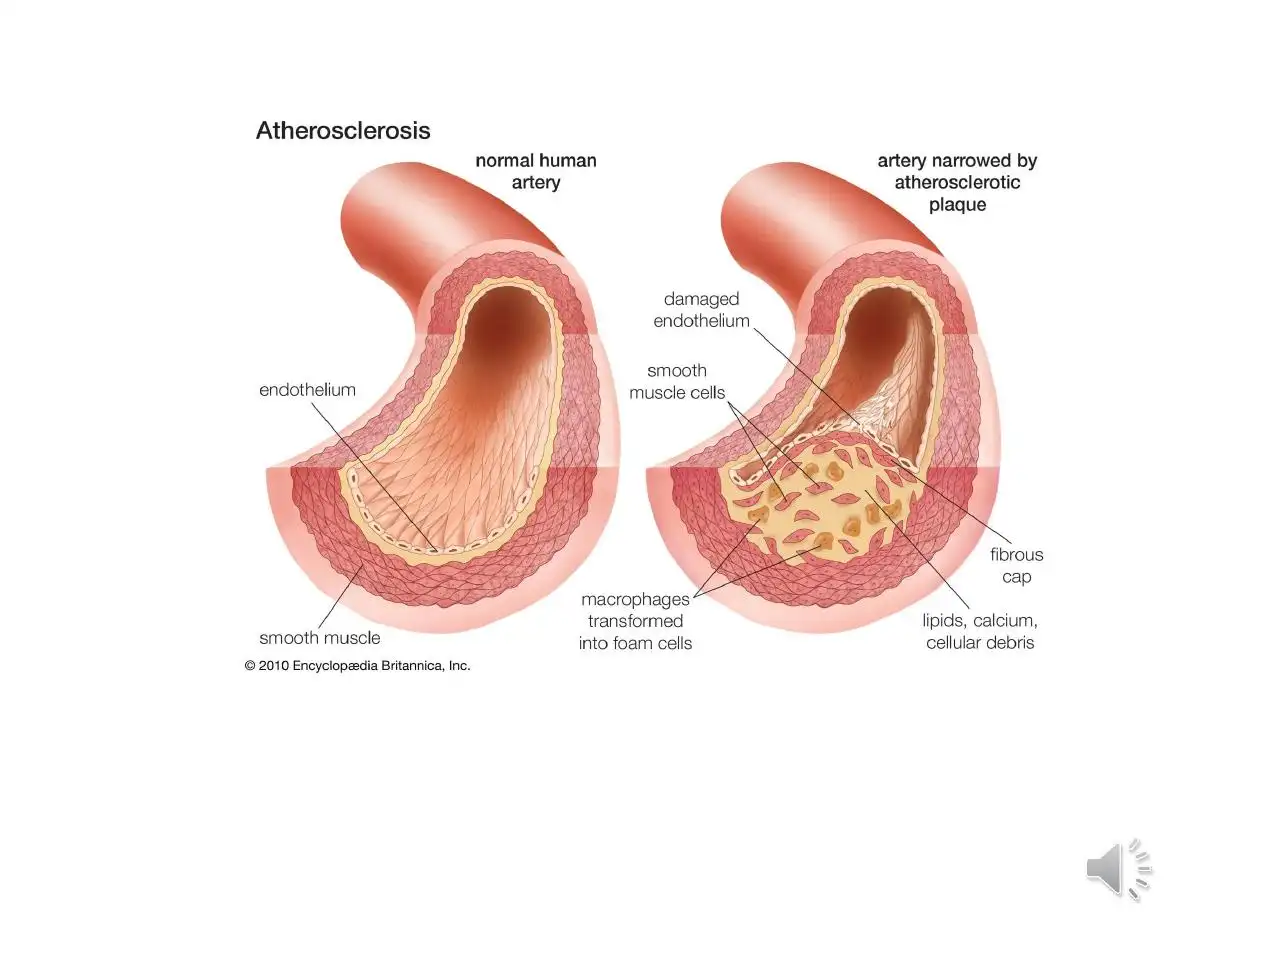 Atherosclerosis
normal human
artery
artery narrowed by
atherosclerotic
plaque
damaged
endothelium
smooth
muscle cells
endothelium
fibrous
cap
macrophages
transformed
into foam cells
lipids, calcium,
cellular debris
smooth muscle
© 2010 Encyclopædia Britannica, Inc.